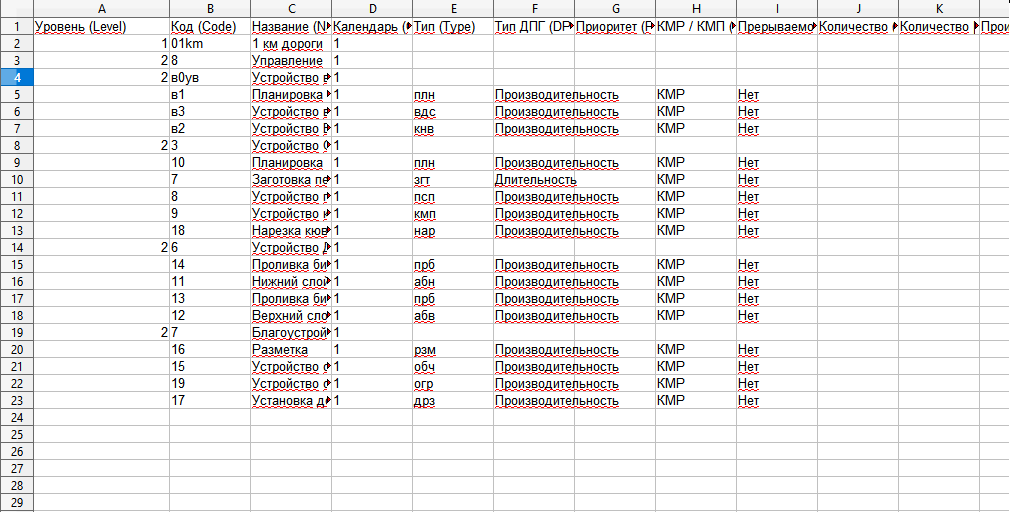 A B C D E F G H I J K
1 Уровень (Level) Код (Code) Название (N Календарь ( Тип (Type) Тип ДПГ (DP Приоритет (P КМР / КМП ( Прерываемо Количество Количество Прои
2 1 01km 1 км дороги 1
3 2 8 Управление 1
4 2 в0ув Устройство в 1
5 в1 Планировка 1 плн Производительность КМР Нет
6 в3 Устройство в 1 вдс Производительность КМР Нет
7 в2 Устройство В 1 кнв Производительность КМР Нет
8 2 3 Устройство 1
9 10 Планировка 1 плн Производительность КМР Нет
10 7 Заготовка пе 1 згт Длительность КМР Нет
11 8 Устройство п 1 псп Производительность КМР Нет
12 9 Устройство к 1 кмп Производительность КМР Нет
13 18 Нарезка кюв 1 нар Производительность КМР Нет
14 2 6 Устройство Д 1
15 14 Проливка би 1 прб Производительность КМР Нет
16 11 Нижний слой 1 абн Производительность КМР Нет
17 13 Проливка би 1 прб Производительность КМР Нет
18 12 Верхний сло 1 абв Производительность КМР Нет
19 2 7 Благоустрой 1
20 16 Разметка 1 рзм Производительность КМР Нет
21 15 Устройство о 1 обч Производительность КМР Нет
22 19 Устройство о 1 огр Производительность КМР Нет
23 17 Установка д 1 дрз Производительность КМР Нет
24
25
26
27
28
29